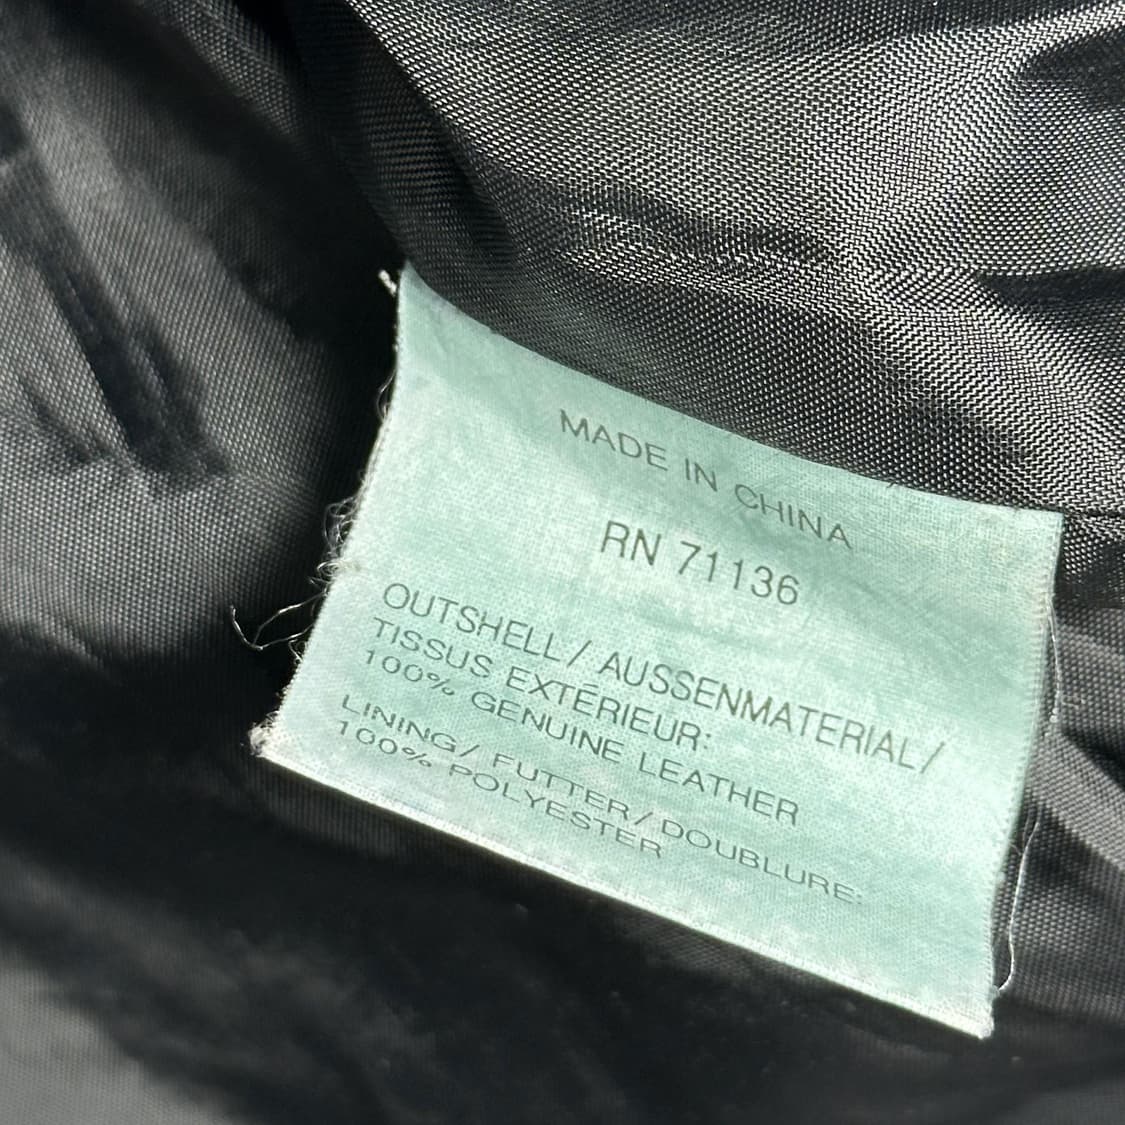 MADE IN CHINA
RN 71136
OUTSHELL/ AUSSENMATERIAL/
TISSUS EXTÉRIEUR:
100% GENUINE LEATHER
LINING/ FUTTER/DOUBLURE:
100% POLYESTER